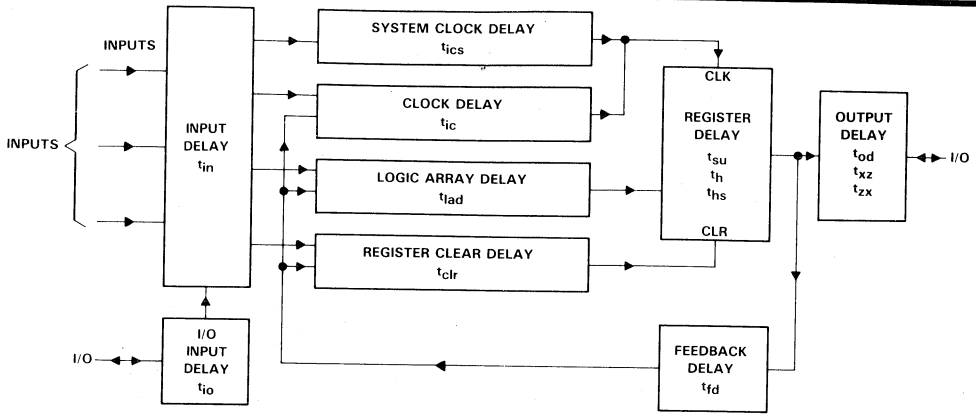 INPUTS
INPUTS
INPUT
DELAY
tin
SYSTEM CLOCK DELAY
tics
CLOCK DELAY
tic
LOGIC ARRAY DELAY
tlad
REGISTER CLEAR DELAY
tclr
CLK
REGISTER
DELAY
tsu
th
ths
CLR
OUTPUT
DELAY
tod
txz
tzx
I/O
I/O
I/O
INPUT
DELAY
tio
FEEDBACK
DELAY
tfd